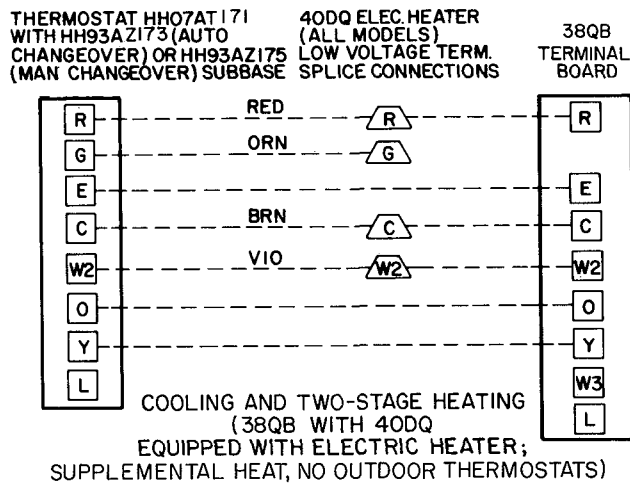 THERMOSTAT HH07AT171
WITH HH93AZ173 (AUTO
CHANGEOVER) OR HH93AZ175
(MAN CHANGEOVER) SUBBASE
40DQ ELEC. HEATER
(ALL MODELS)
LOW VOLTAGE TERM.
SPLICE CONNECTIONS
38QB
TERMINAL
BOARD
R RED R R
G ORN G
E E
C BRN C C
W2 VIO W2 W2
O O
Y Y
L W3
L
COOLING AND TWO-STAGE HEATING
(38QB WITH 40DQ
EQUIPPED WITH ELECTRIC HEATER;
SUPPLEMENTAL HEAT, NO OUTDOOR THERMOSTATS)